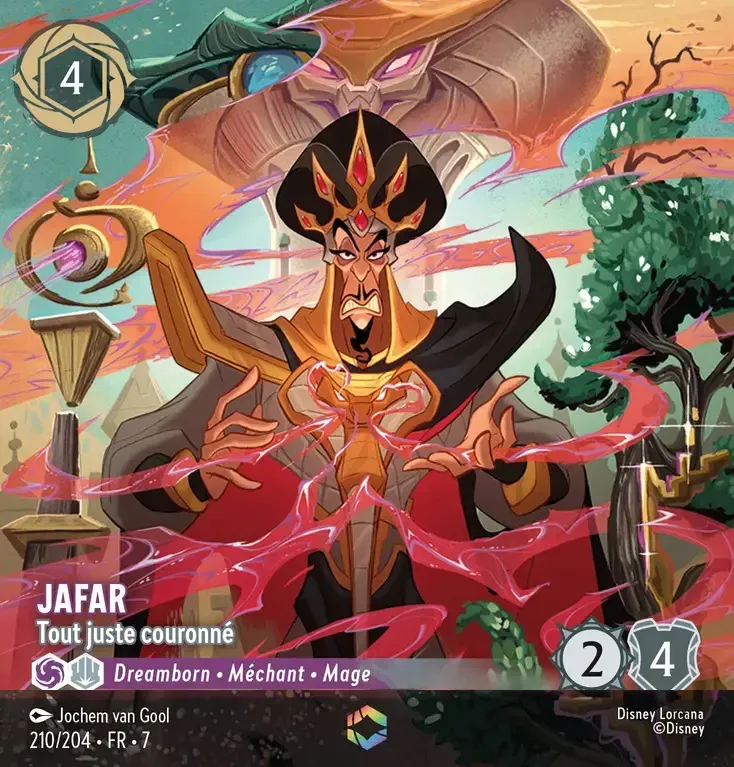 4
JAFAR
Tout juste couronné
Dreamborn • Méchant • Mage
2 4
Jochem van Gool
210/204 • FR • 7
Disney Lorcana
©Disney